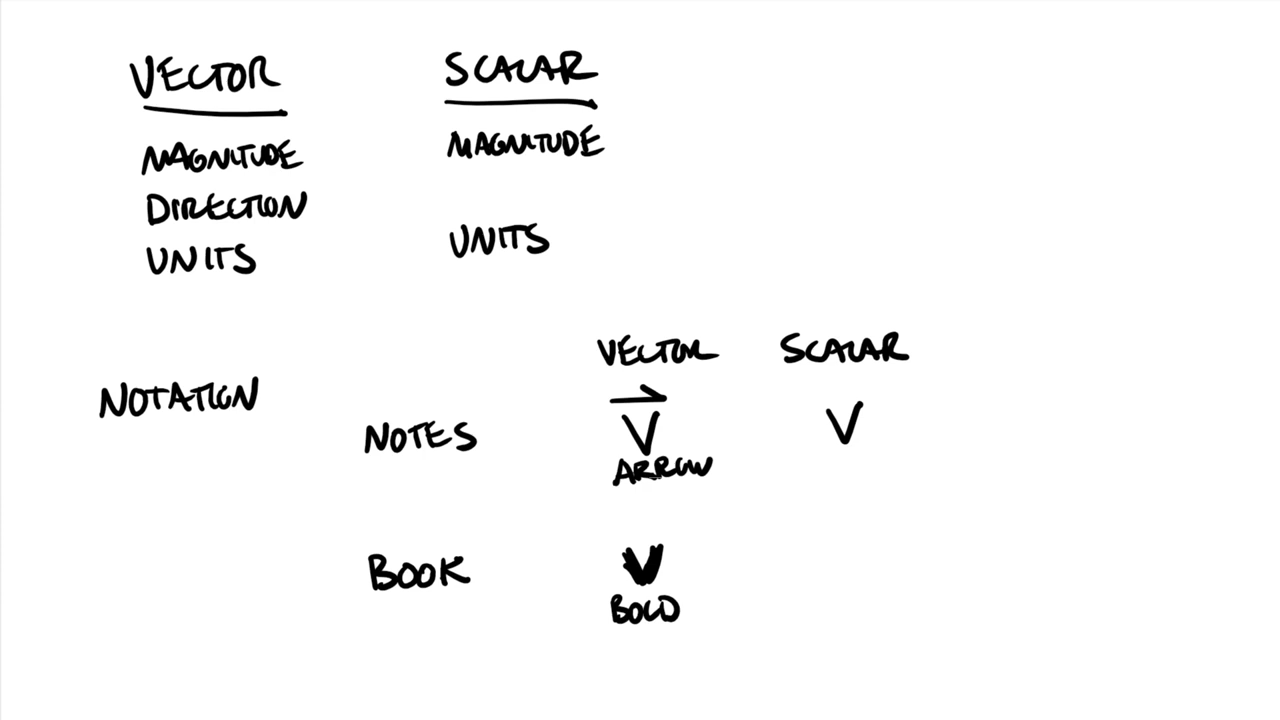 VECTOR SCALAR
MAGNITUDE MAGNITUDE
DIRECTION
UNITS UNITS
VECTOR SCALAR
NOTATION
NOTES V V
ARROW
BOOK V
BOLD